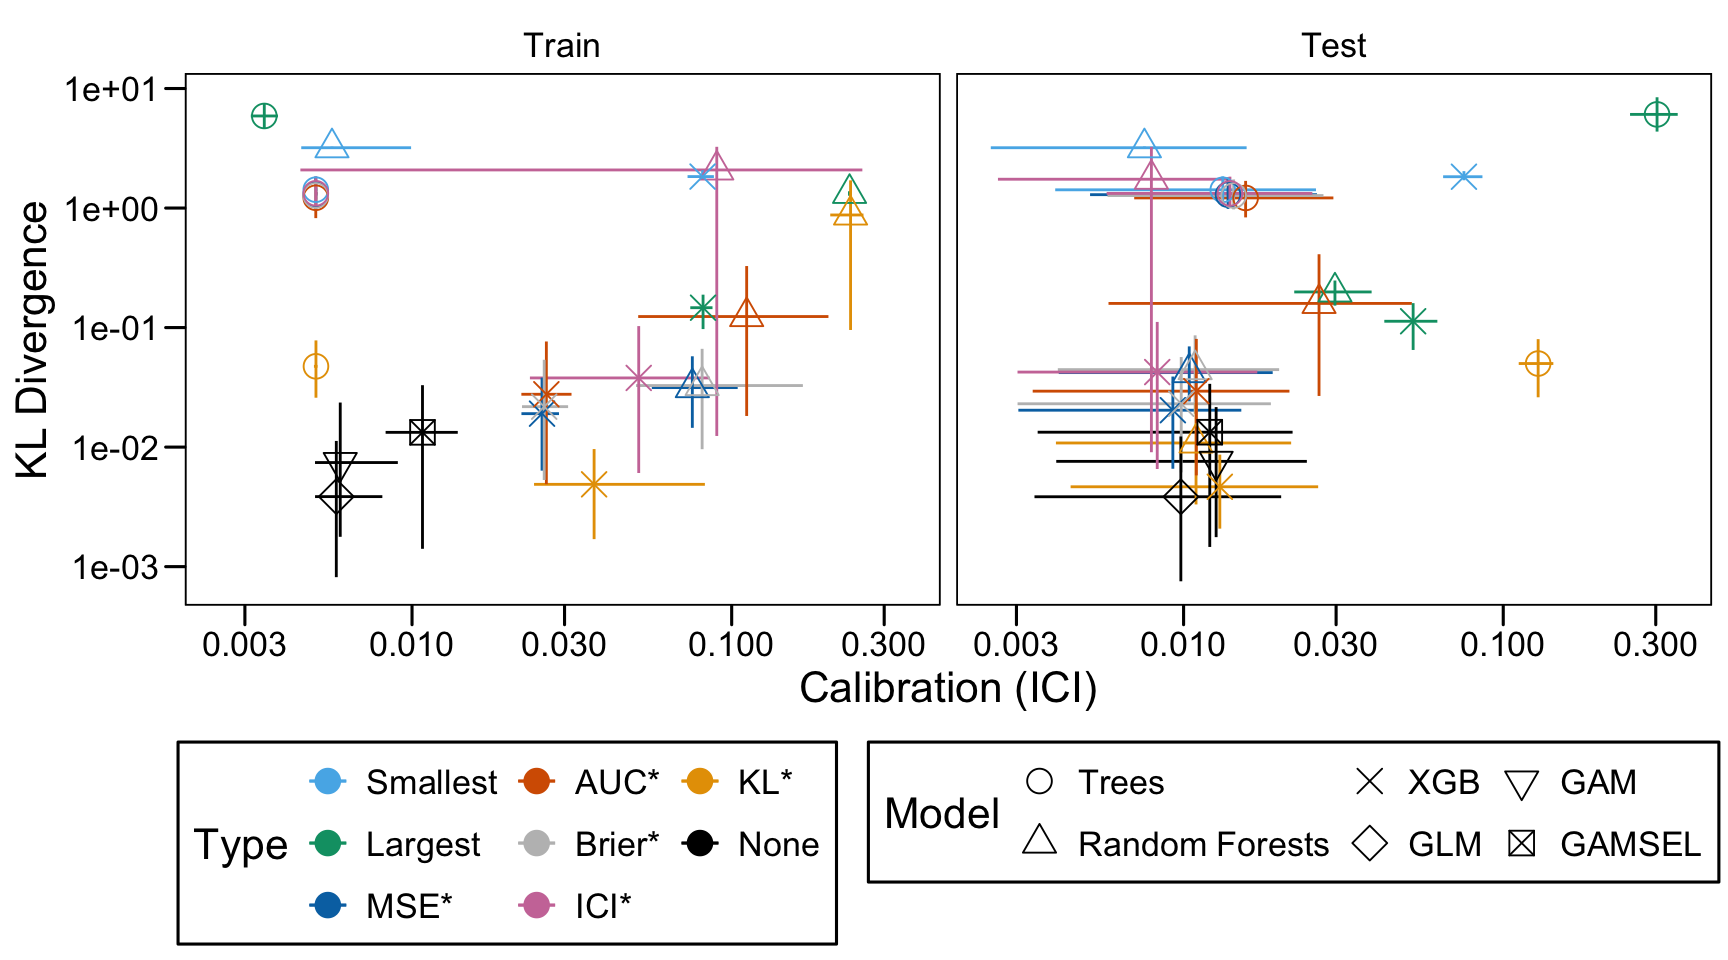 Train Test
1e+01
1e+00
1e-01
1e-02
1e-03
KL Divergence
0.003 0.010 0.030 0.100 0.300 0.003 0.010 0.030 0.100 0.300
Calibration (ICI)
Type
Smallest AUC* KL*
Largest Brier* None
MSE* ICI*
Model
Trees XGB GAM
Random Forests GLM GAMSEL